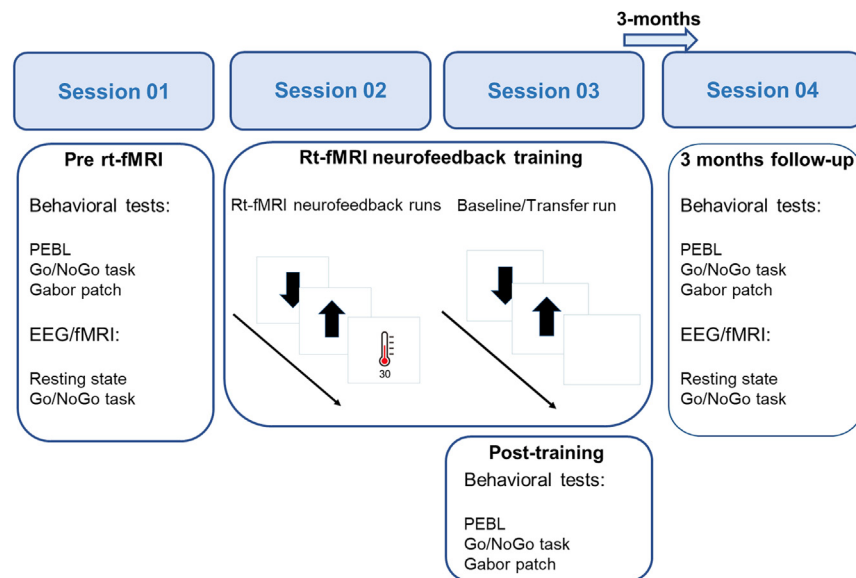 3-months
Session 01
Session 02
Session 03
Session 04
Pre rt-fMRI
Behavioral tests:
PEBL
Go/NoGo task
Gabor patch
EEG/fMRI:
Resting state
Go/NoGo task
Rt-fMRI neurofeedback training
Rt-fMRI neurofeedback runs
30
Baseline/Transfer run
Post-training
Behavioral tests:
PEBL
Go/NoGo task
Gabor patch
3 months follow-up
Behavioral tests:
PEBL
Go/NoGo task
Gabor patch
EEG/fMRI:
Resting state
Go/NoGo task